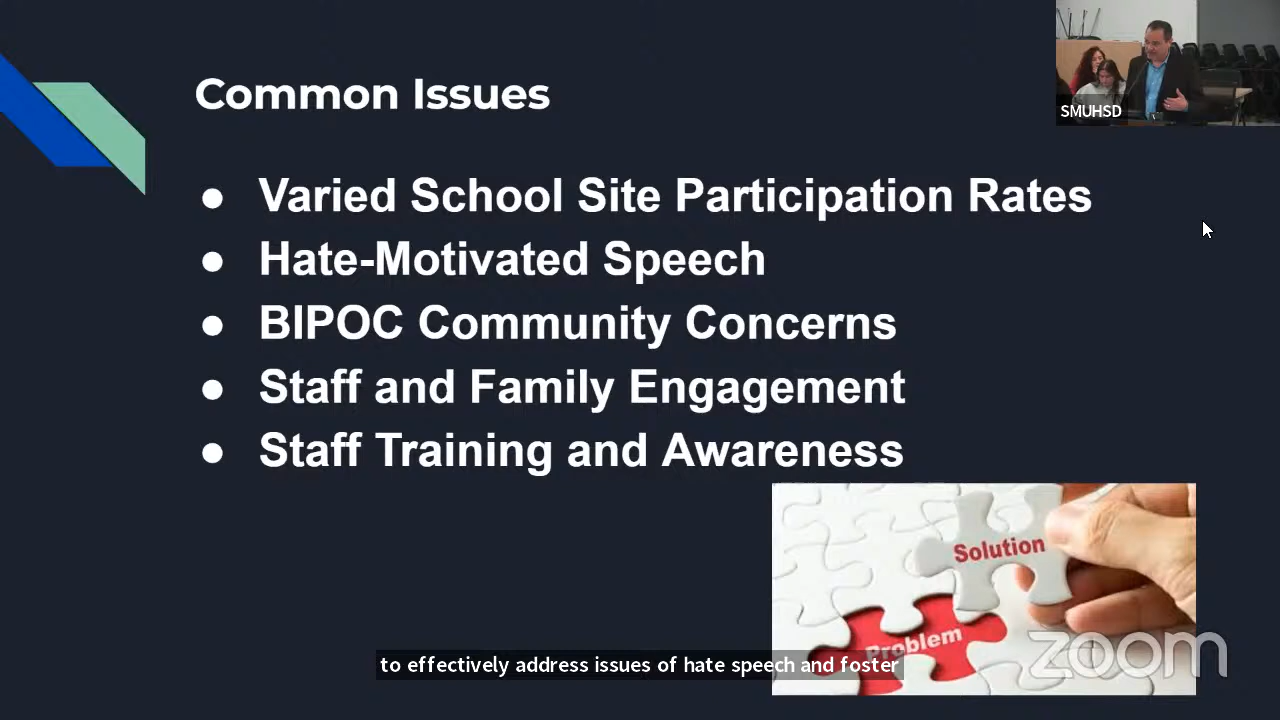 Common Issues
SMUHSD
● Varied School Site Participation Rates
● Hate-Motivated Speech
● BIPOC Community Concerns
● Staff and Family Engagement
● Staff Training and Awareness
Solution
Problem
to effectively address issues of hate speech and foster
zoom